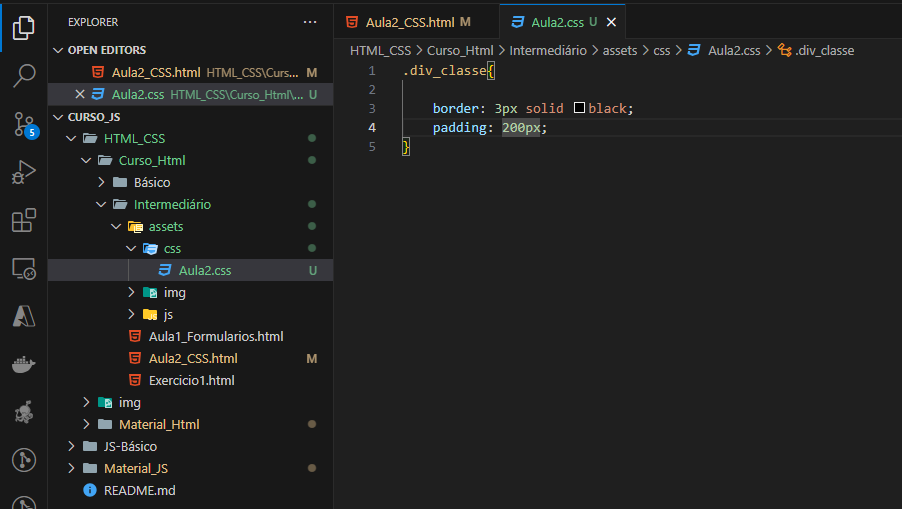 EXPLORER ...
OPEN EDITORS
Aula2_CSS.html HTML_CSS\Curs... M
Aula2.css HTML_CSS\Curso_Html\... U
CURSO_JS
HTML_CSS
Curso_Html
Básico
Intermediário
assets
css
Aula2.css U
img
js
Aula1_Formularios.html
Aula2_CSS.html M
Exercicio1.html
img
Material_Html
JS-Básico
Material_JS
README.md
5
Aula2_CSS.html M
Aula2.css U
HTML_CSS > Curso_Html > Intermediário > assets > css > Aula2.css > .div_classe
1 .div_classe{
2
3 border: 3px solid black;
4 padding: 200px;
5 }